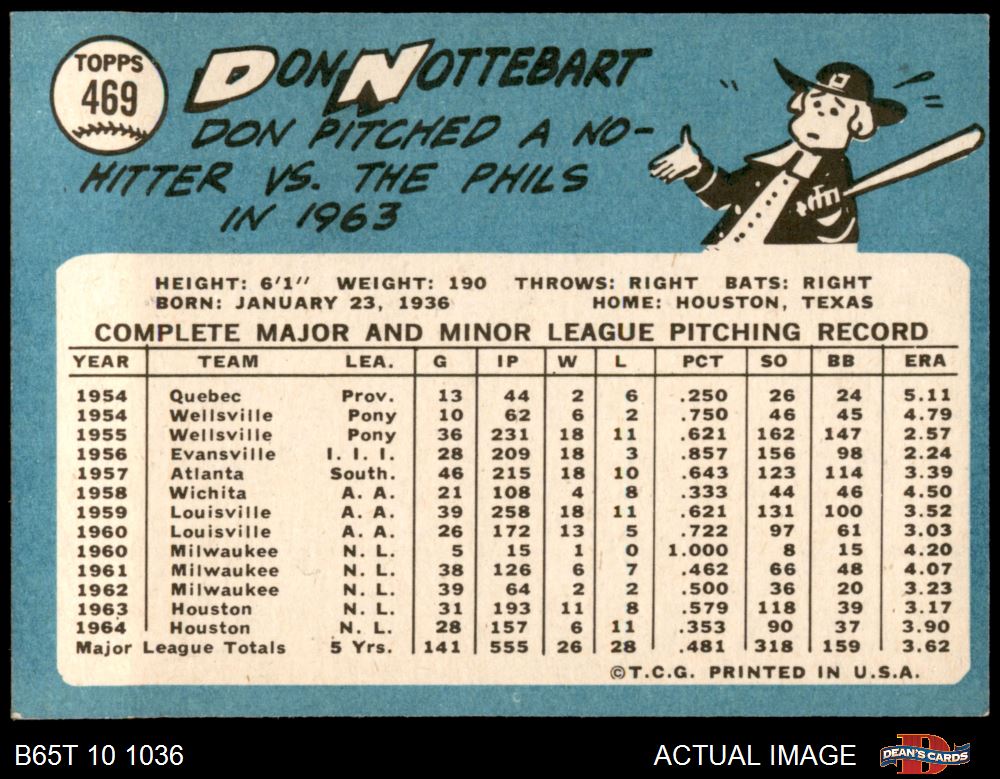 TOPPS
469
DON NOTTEBART
DON PITCHED A NO-
HITTER VS. THE PHILS
IN 1963
HEIGHT: 6'1" WEIGHT: 190 THROWS: RIGHT BATS: RIGHT
BORN: JANUARY 23, 1936 HOME: HOUSTON, TEXAS
COMPLETE MAJOR AND MINOR LEAGUE PITCHING RECORD
YEAR TEAM LEA. G IP W L PCT SO BB ERA
1954 Quebec Prov. 13 44 2 6 .250 26 24 5.11
1954 Wellsville Pony 10 62 6 2 .750 46 45 4.79
1955 Wellsville Pony 36 231 18 11 .621 162 147 2.57
1956 Evansville I. I. I. 28 209 18 3 .857 156 98 2.24
1957 Atlanta South. 46 215 18 10 .643 123 114 3.39
1958 Wichita A. A. 21 108 4 8 .333 44 46 4.50
1959 Louisville A. A. 39 258 18 11 .621 131 100 3.52
1960 Louisville A. A. 26 172 13 5 .722 97 61 3.03
1960 Milwaukee N. L. 5 15 1 0 1.000 8 15 4.20
1961 Milwaukee N. L. 38 126 6 7 .462 66 48 4.07
1962 Milwaukee N. L. 39 64 2 2 .500 36 20 3.23
1963 Houston N. L. 31 193 11 8 .579 118 39 3.17
1964 Houston N. L. 28 157 6 11 .353 90 37 3.90
Major League Totals 5 Yrs. 141 555 26 28 .481 318 159 3.62
©T.C.G. PRINTED IN U.S.A.
B65T 10 1036 ACTUAL IMAGE DEAN'S CARDS